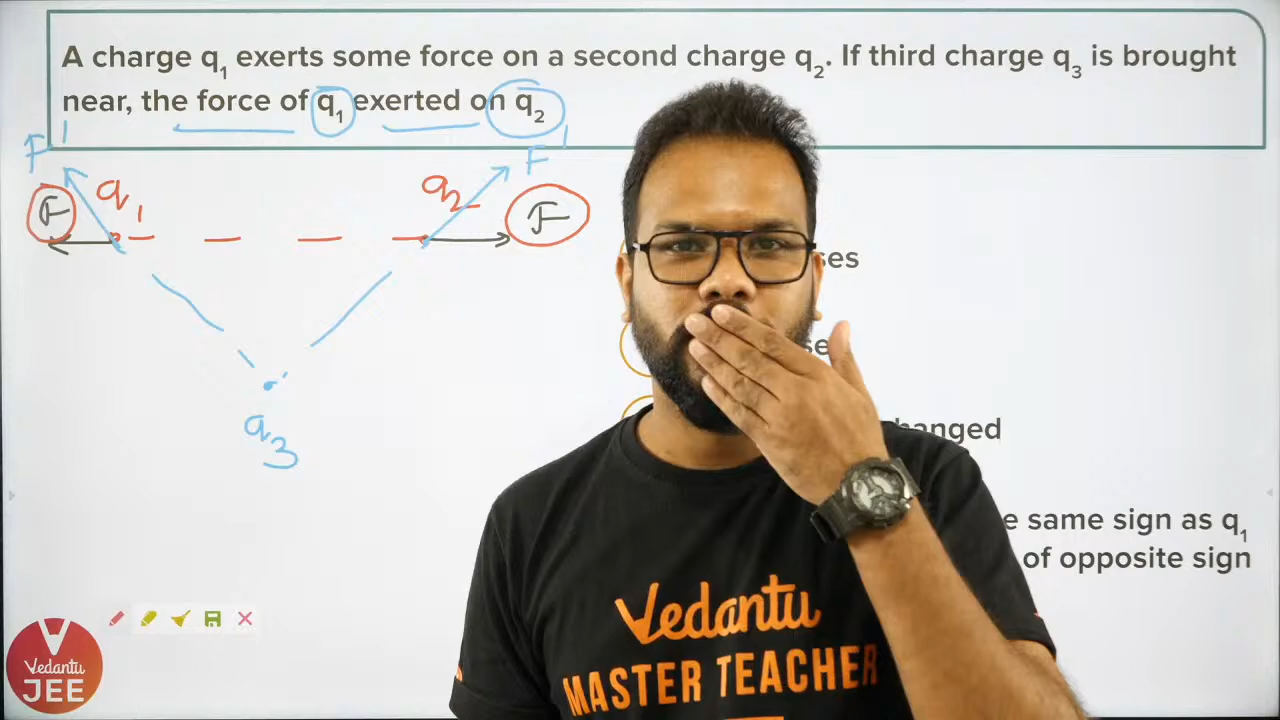 A charge q₁ exerts some force on a second charge q₂. If third charge q₃ is brought
near, the force of q₁ exerted on q₂
F'
F'
q₁
q₂
F
F
q₃
hanged
same sign as q₁
of opposite sign
Vedantu
MASTER TEACHER
Vedantu
JEE